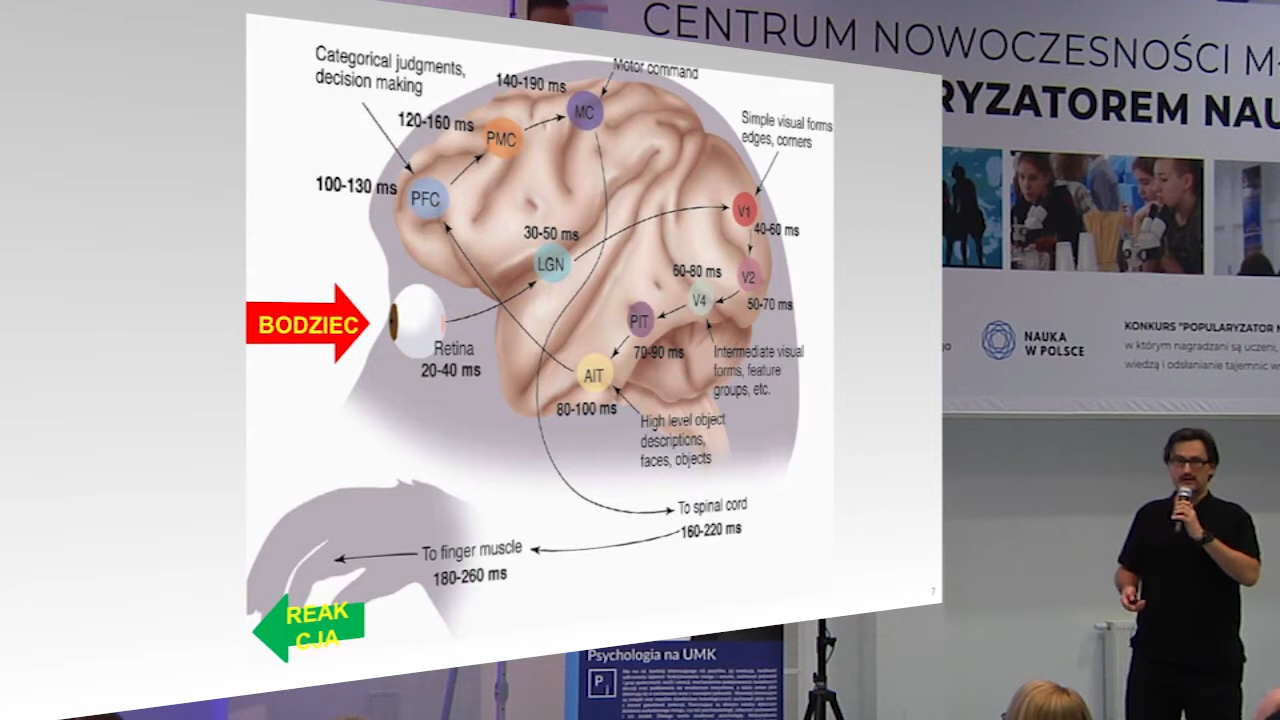 CENTRUM NOWOCZESNOŚCI
RYZATOREM NAU
Categorical judgments,
decision making
140-190 ms
Motor command
MC
120-160 ms
PMC
Simple visual forms
edges, corners
100-130 ms
PFC
V1
40-60 ms
30-50 ms
LGN
60-80 ms
V2
V4
50-70 ms
BODZIEC
PIT
Retina
20-40 ms
70-90 ms
Intermediate visual
forms, feature
groups, etc.
AIT
80-100 ms
High level object
descriptions,
faces, objects
To spinal cord
160-220 ms
To finger muscle
180-260 ms
REAK
CJA
7
NAUKA
W POLSCE
KONKURS "POPULARYZATOR
w którym nagradzani są uczeni,
wiedzą i odsłanianie tajemnic
Psychologia na UMK